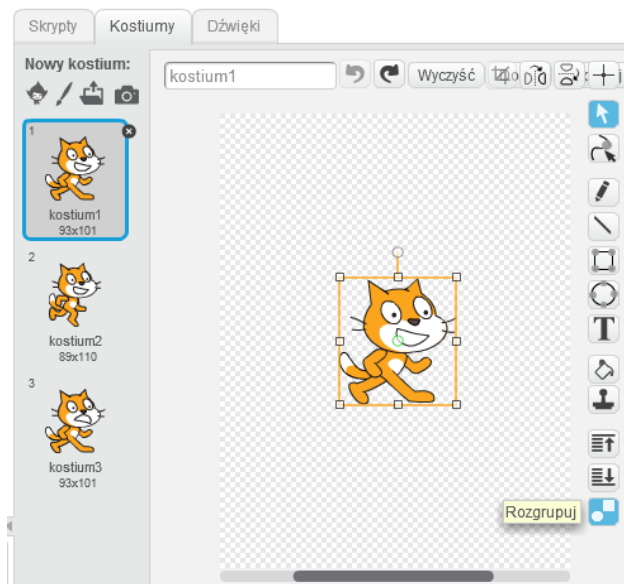 Skrypty Kostiumy Dźwięki
Nowy kostium:
kostium1 Wyczyść
1
kostium1
93x101
2
kostium2
89x110
3
kostium3
93x101
T
Rozgrupuj